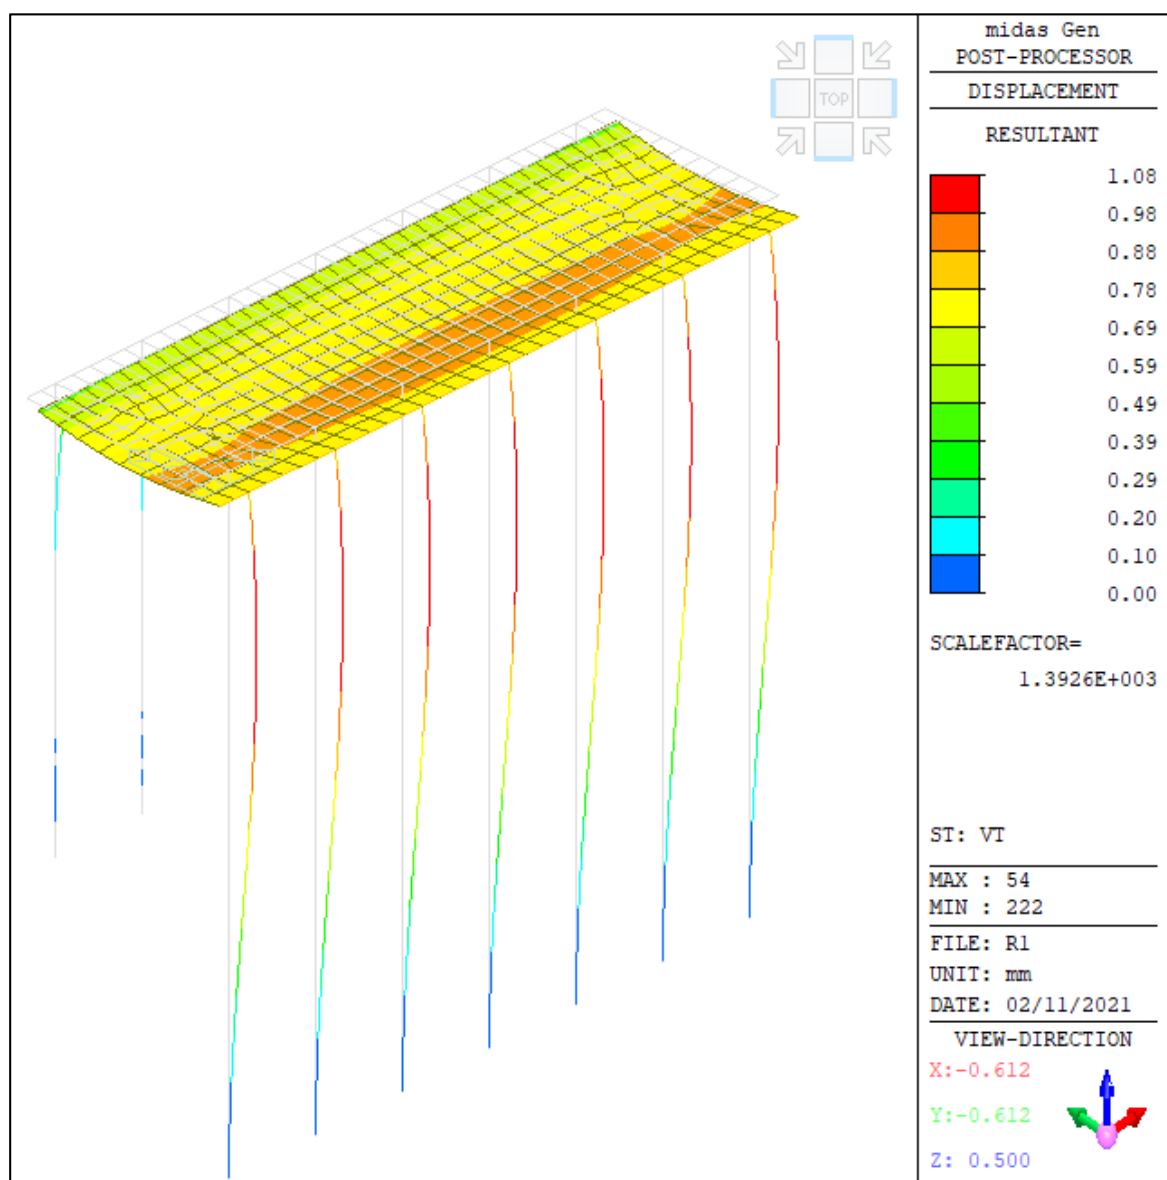 TOP
midas Gen
POST-PROCESSOR
DISPLACEMENT
RESULTANT
1.08
0.98
0.88
0.78
0.69
0.59
0.49
0.39
0.29
0.20
0.10
0.00
SCALEFACTOR=
1.3926E+003
ST: VT
MAX : 54
MIN : 222
FILE: R1
UNIT: mm
DATE: 02/11/2021
VIEW-DIRECTION
X:-0.612
Y:-0.612
Z: 0.500